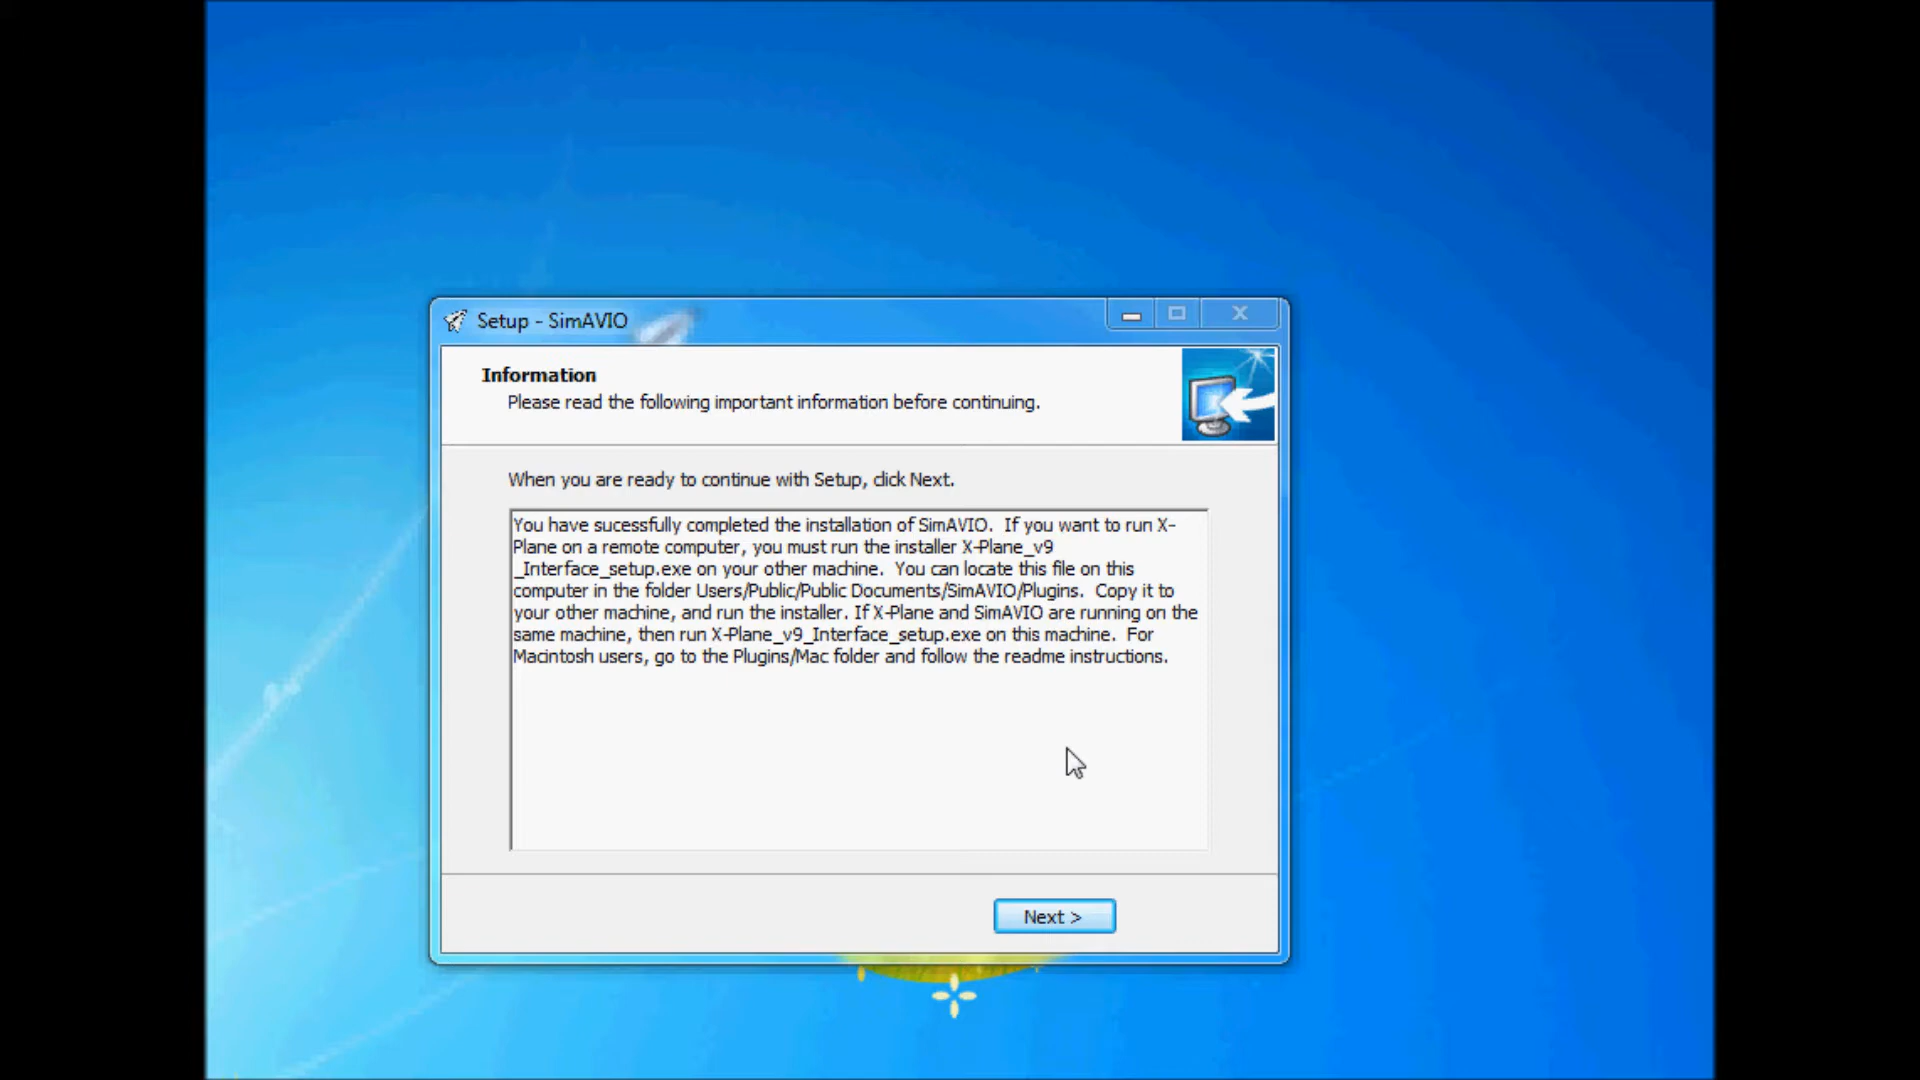 Setup - SimAVIO
Information
Please read the following important information before continuing.
When you are ready to continue with Setup, click Next.
You have sucessfully completed the installation of SimAVIO.  If you want to run X-
Plane on a remote computer, you must run the installer X-Plane_v9
_Interface_setup.exe on your other machine.  You can locate this file on this
computer in the folder Users/Public/Public Documents/SimAVIO/Plugins.  Copy it to
your other machine, and run the installer. If X-Plane and SimAVIO are running on the
same machine, then run X-Plane_v9_Interface_setup.exe on this machine.  For
Macintosh users, go to the Plugins/Mac folder and follow the readme instructions.
Next >